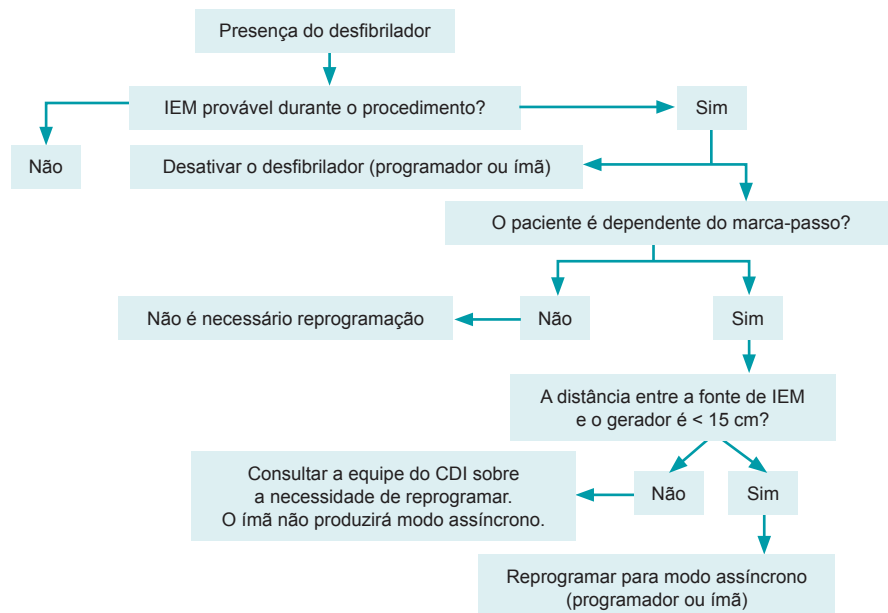 Presença do desfibrilador
IEM provável durante o procedimento?
Sim
Não
Desativar o desfibrilador (programador ou ímã)
O paciente é dependente do marca-passo?
Não é necessário reprogramação
Não
Sim
A distância entre a fonte de IEM
e o gerador é < 15 cm?
Consultar a equipe do CDI sobre
a necessidade de reprogramar.
O ímã não produzirá modo assíncrono.
Não
Sim
Reprogramar para modo assíncrono
(programador ou ímã)